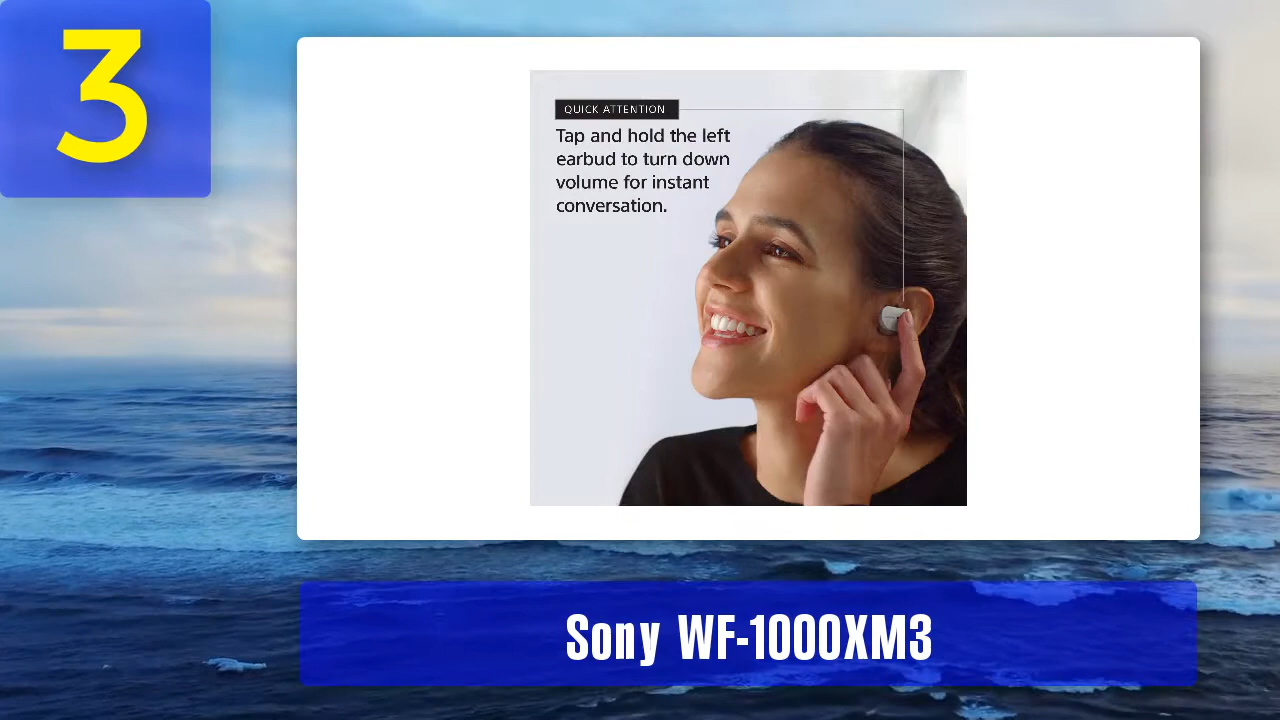 3
QUICK ATTENTION
Tap and hold the left
earbud to turn down
volume for instant
conversation.
Sony WF-1000XM3